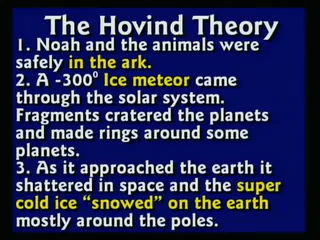 The Hovind Theory
1. Noah and the animals were
safely in the ark.
2. A -300⁰ Ice meteor came
through the solar system.
Fragments cratered the planets
and made rings around some
planets.
3. As it approached the earth it
shattered in space and the super
cold ice “snowed” on the earth
mostly around the poles.